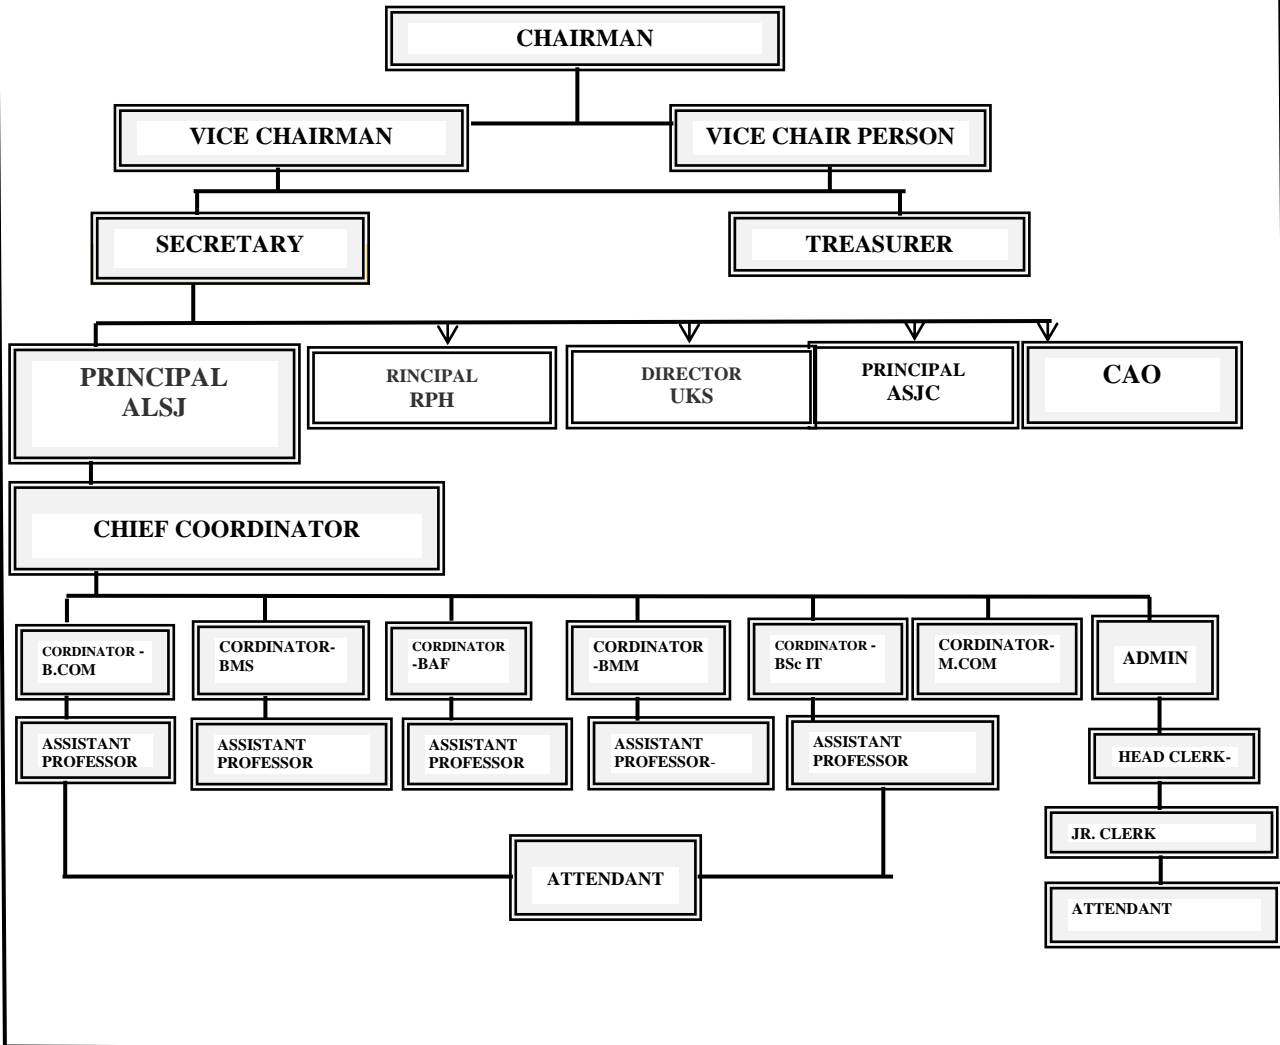 CHAIRMAN
VICE CHAIRMAN
VICE CHAIR PERSON
SECRETARY
TREASURER
PRINCIPAL
ALSJ
RINCIPAL
RPH
DIRECTOR
UKS
PRINCIPAL
ASJC
CAO
CHIEF COORDINATOR
CORDINATOR -
B.COM
CORDINATOR-
BMS
CORDINATOR
-BAF
CORDINATOR
-BMM
CORDINATOR -
BSc IT
CORDINATOR-
M.COM
ADMIN
ASSISTANT
PROFESSOR
ASSISTANT
PROFESSOR
ASSISTANT
PROFESSOR
ASSISTANT
PROFESSOR-
ASSISTANT
PROFESSOR
HEAD CLERK-
JR. CLERK
ATTENDANT
ATTENDANT